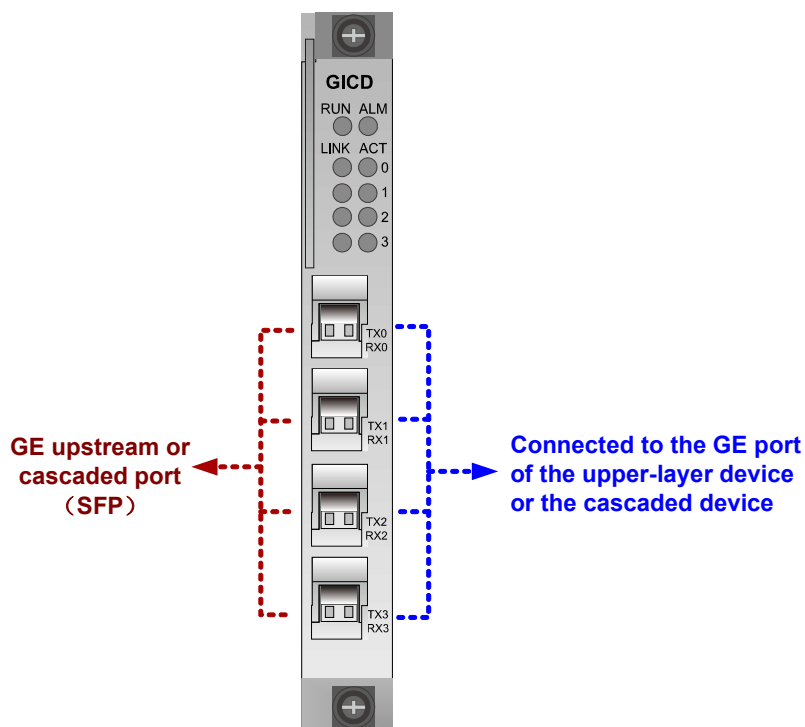 GICD
RUN ALM
LINK ACT
0
1
2
3
TX0
RX0
TX1
RX1
TX2
RX2
TX3
RX3
GE upstream or
cascaded port
（SFP）
Connected to the GE port
of the upper-layer device
or the cascaded device